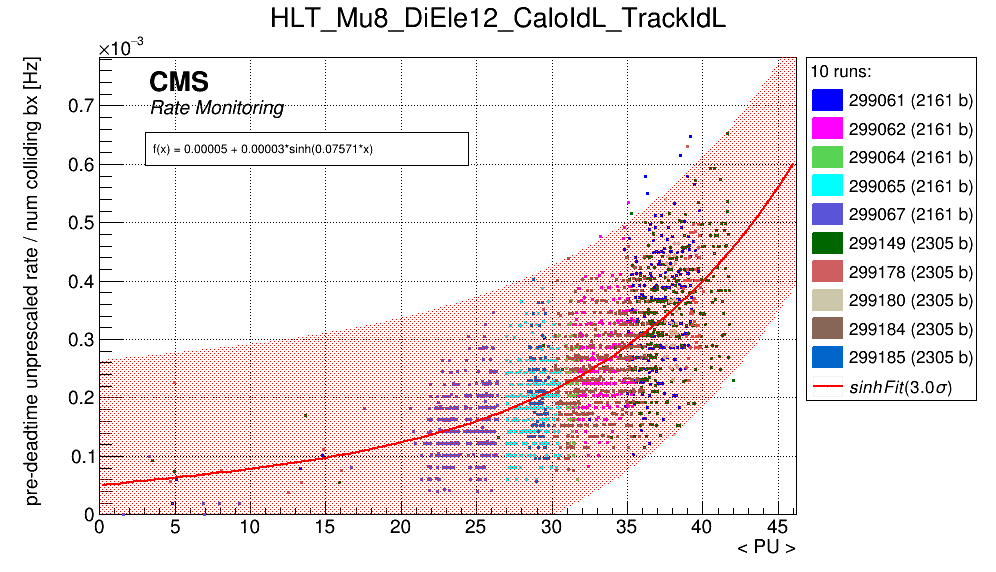 HLT_Mu8_DiEle12_CaloIdL_TrackIdL
×10⁻³
pre-deadtime unprescaled rate / num colliding bx [Hz]
CMS
Rate Monitoring
f(x) = 0.00005 + 0.00003*sinh(0.07571*x)
0.7
0.6
0.5
0.4
0.3
0.2
0.1
0
0 5 10 15 20 25 30 35 40 45
< PU >
10 runs:
299061 (2161 b)
299062 (2161 b)
299064 (2161 b)
299065 (2161 b)
299067 (2161 b)
299149 (2305 b)
299178 (2305 b)
299180 (2305 b)
299184 (2305 b)
299185 (2305 b)
sinhFit(3.0σ)